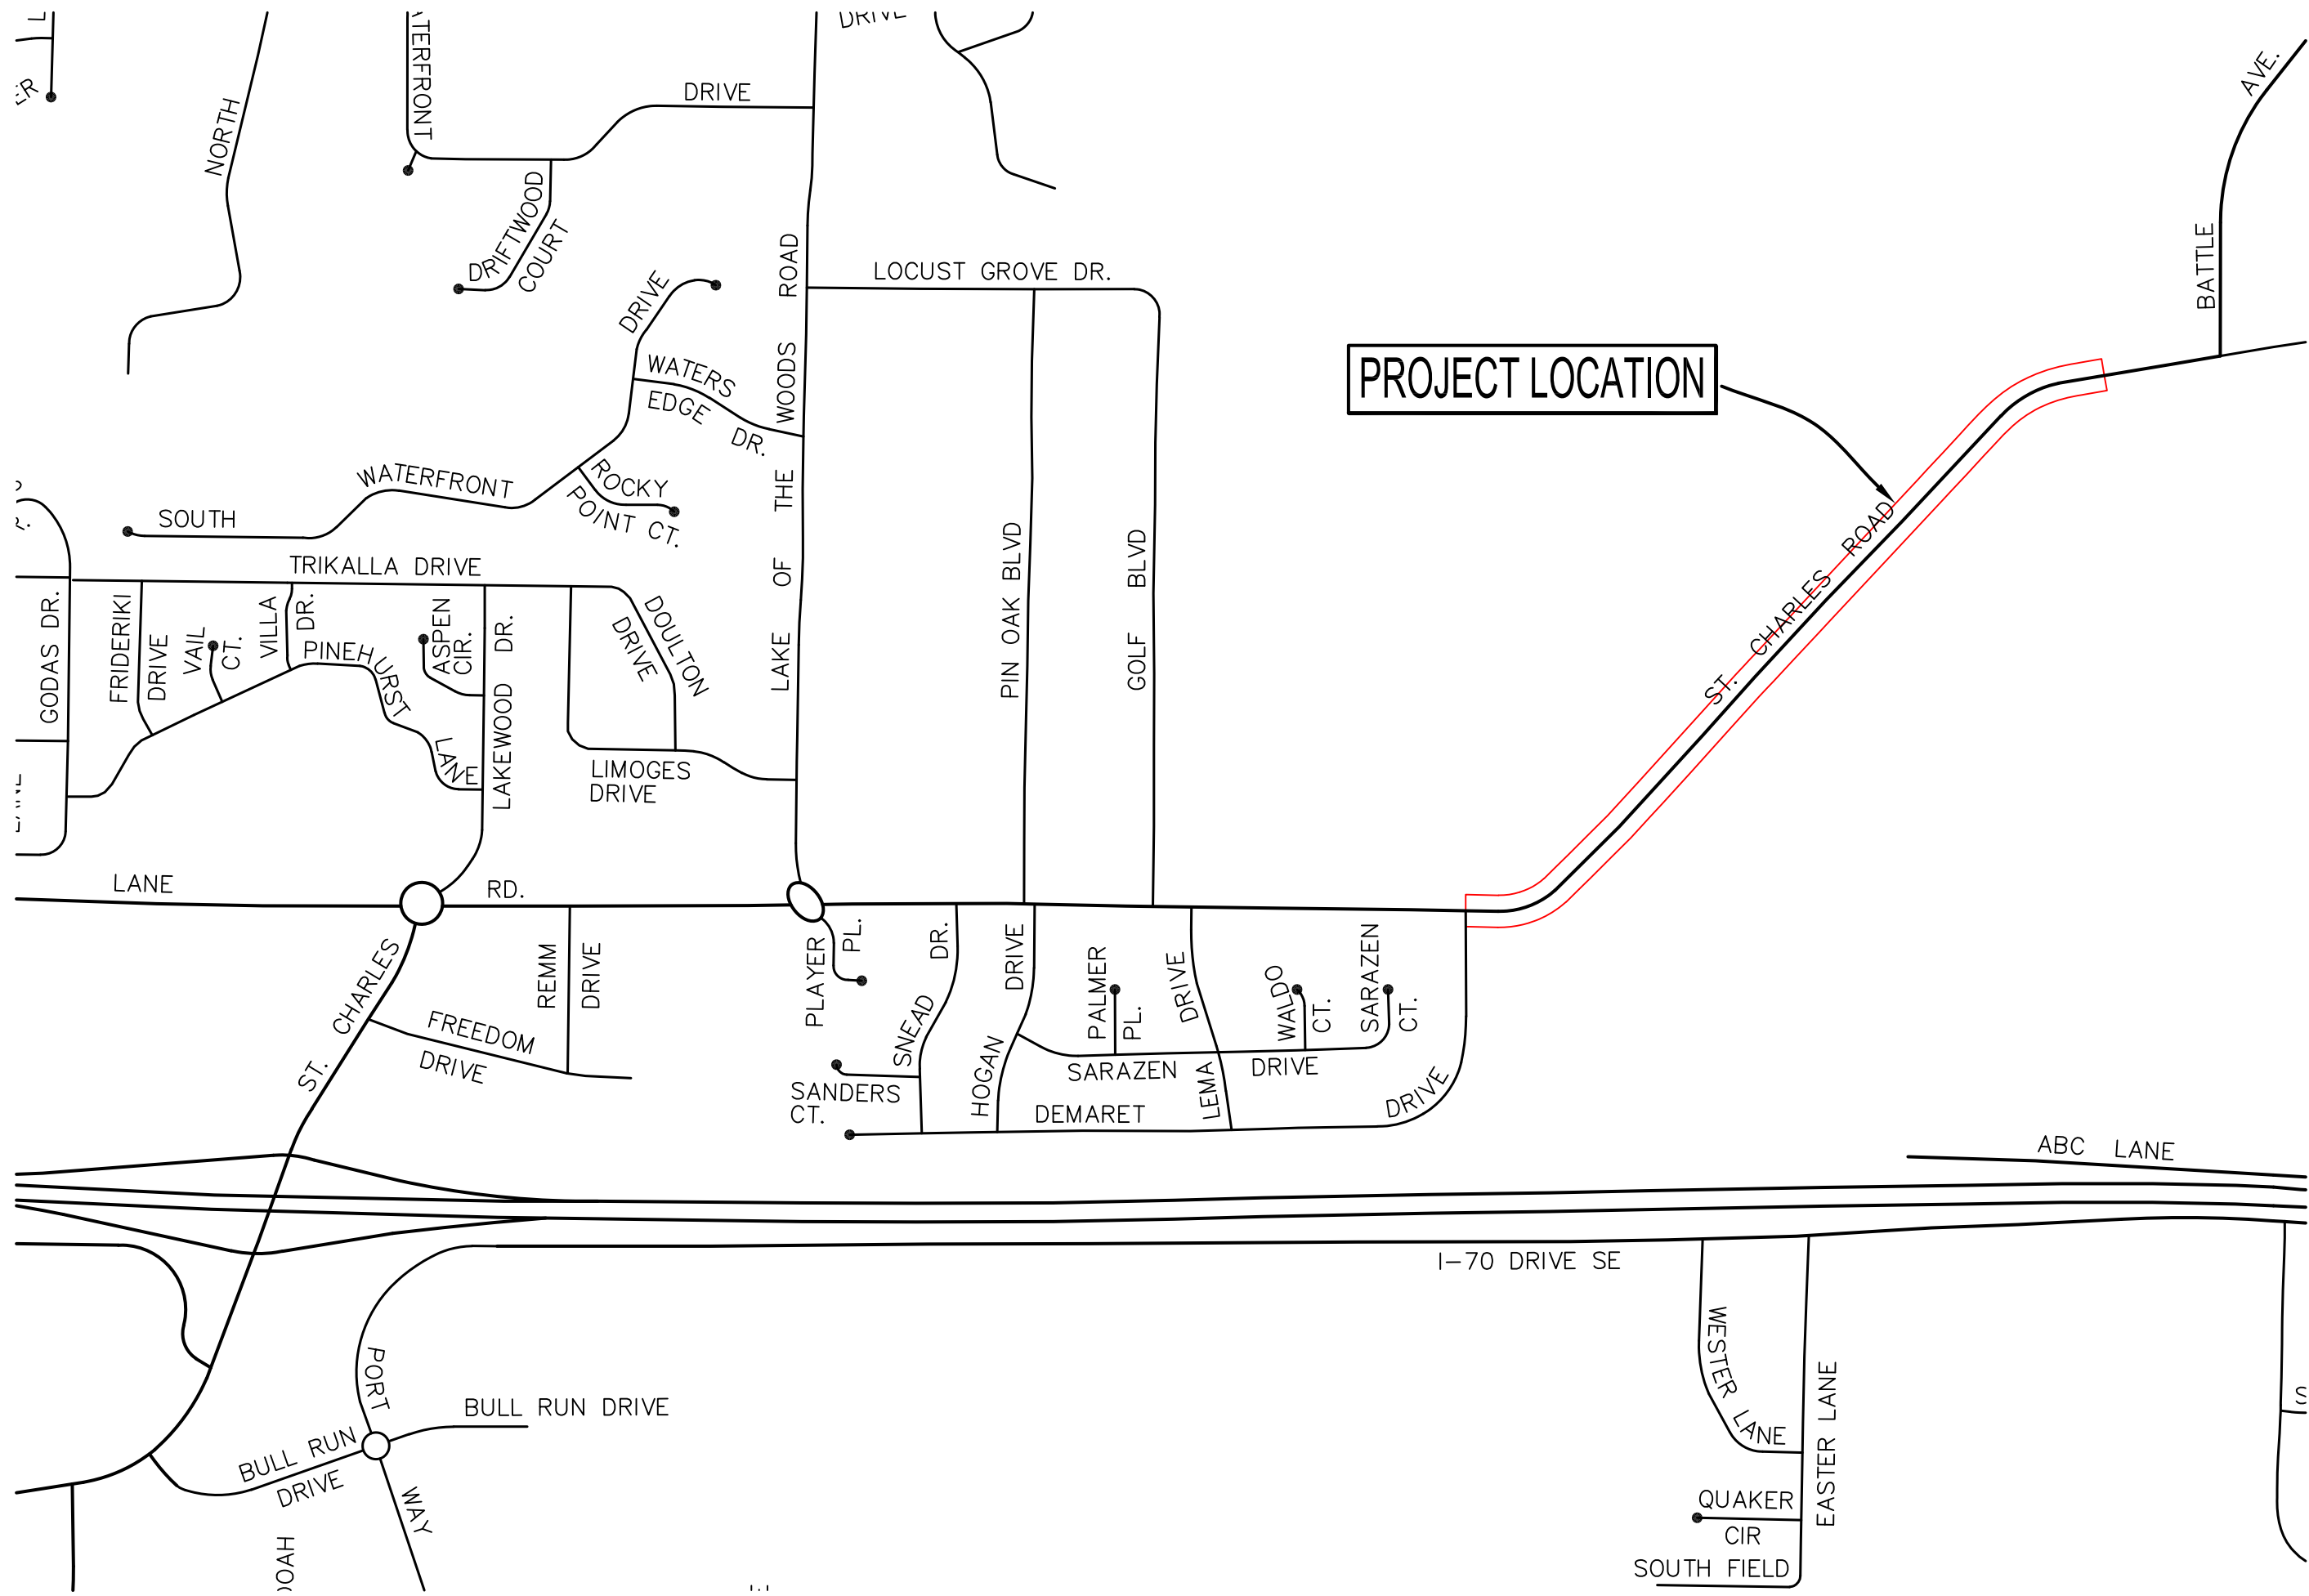 DRIVE
AVE.
NORTH
DRIVE
DRIFTWOOD
COURT
WOODS ROAD
LOCUST GROVE DR.
BATTLE
DRIVE
WATERS
EDGE DR.
PROJECT LOCATION
WATERFRONT
ROCKY
POINT CT.
SOUTH
LAKE OF THE
PIN OAK BLVD
GOLF BLVD
ST. CHARLES ROAD
TRIKALLA DRIVE
GODAS DR.
FRIDERIKI
DRIVE
VAIL
CT.
VILLA
DR.
PINEHURST
LANE
ASPEN
CIR.
LAKEWOOD DR.
DOULTON
DRIVE
LIMOGES
DRIVE
LANE
RD.
ST. CHARLES
FREEDOM
DRIVE
REMM
DRIVE
PLAYER
PL.
SNEAD DR.
HOGAN DRIVE
PALMER
PL.
LEMA DRIVE
WALDO
CT.
SARAZEN
CT.
SARAZEN DRIVE
SANDERS
CT.
DEMARET DRIVE
ABC LANE
I-70 DRIVE SE
PORT
WAY
BULL RUN DRIVE
BULL RUN
DRIVE
WESTER LANE
EASTER LANE
QUAKER
CIR
SOUTH FIELD